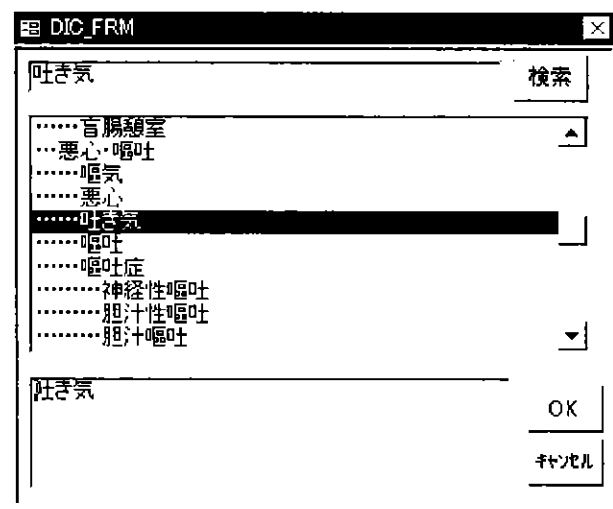 DIC_FRM
吐き気
検索
……盲腸憩室
…悪心・嘔吐
……嘔気
……悪心
……吐き気
……嘔吐
……嘔吐症
………神経性嘔吐
………胆汁性嘔吐
………胆汁嘔吐
吐き気
OK
キャンセル